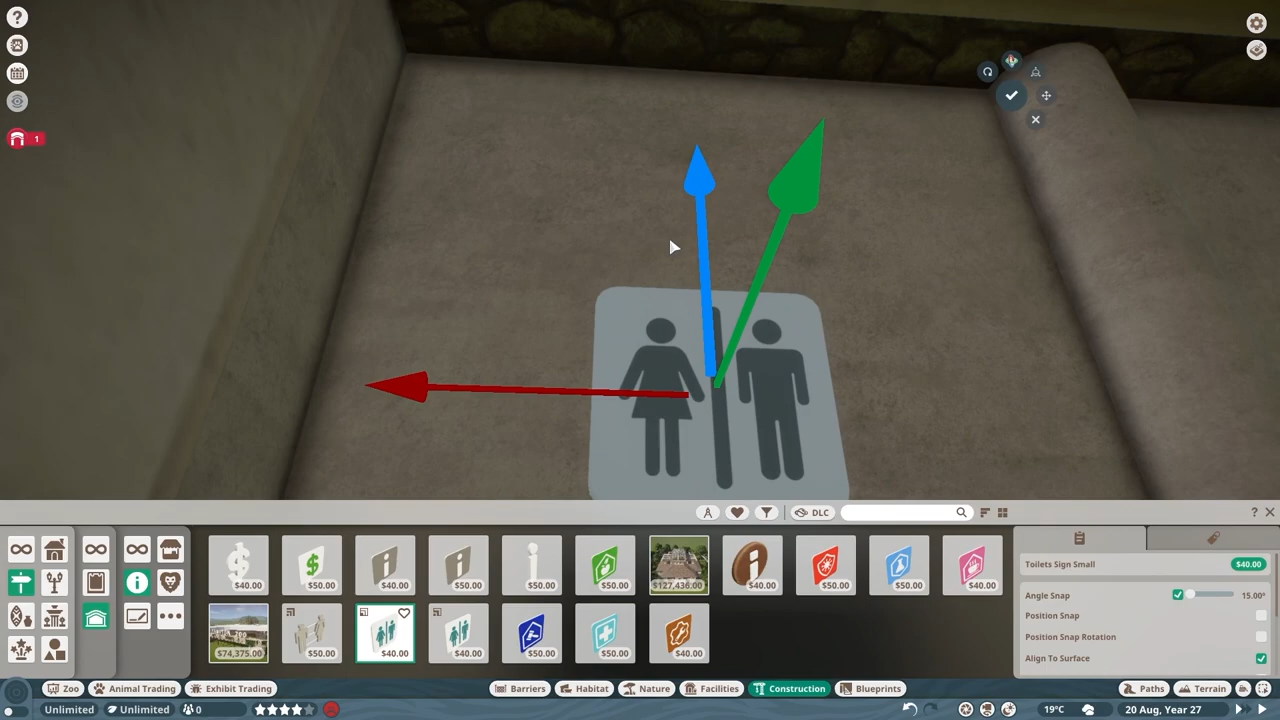 ?
1
DLC
? ×
$40.00 $50.00 $40.00 $50.00 $50.00 $50.00 $127,436.00 $40.00 $50.00 $50.00 $40.00
$74,375.00 $50.00 $40.00 $40.00 $50.00 $50.00 $40.00
Toilets Sign Small $40.00
Angle Snap 15.00°
Position Snap
Position Snap Rotation
Align To Surface
Zoo Animal Trading Exhibit Trading Barriers Habitat Nature Facilities Construction Blueprints Paths Terrain
Unlimited Unlimited 0 19°C 20 Aug, Year 27